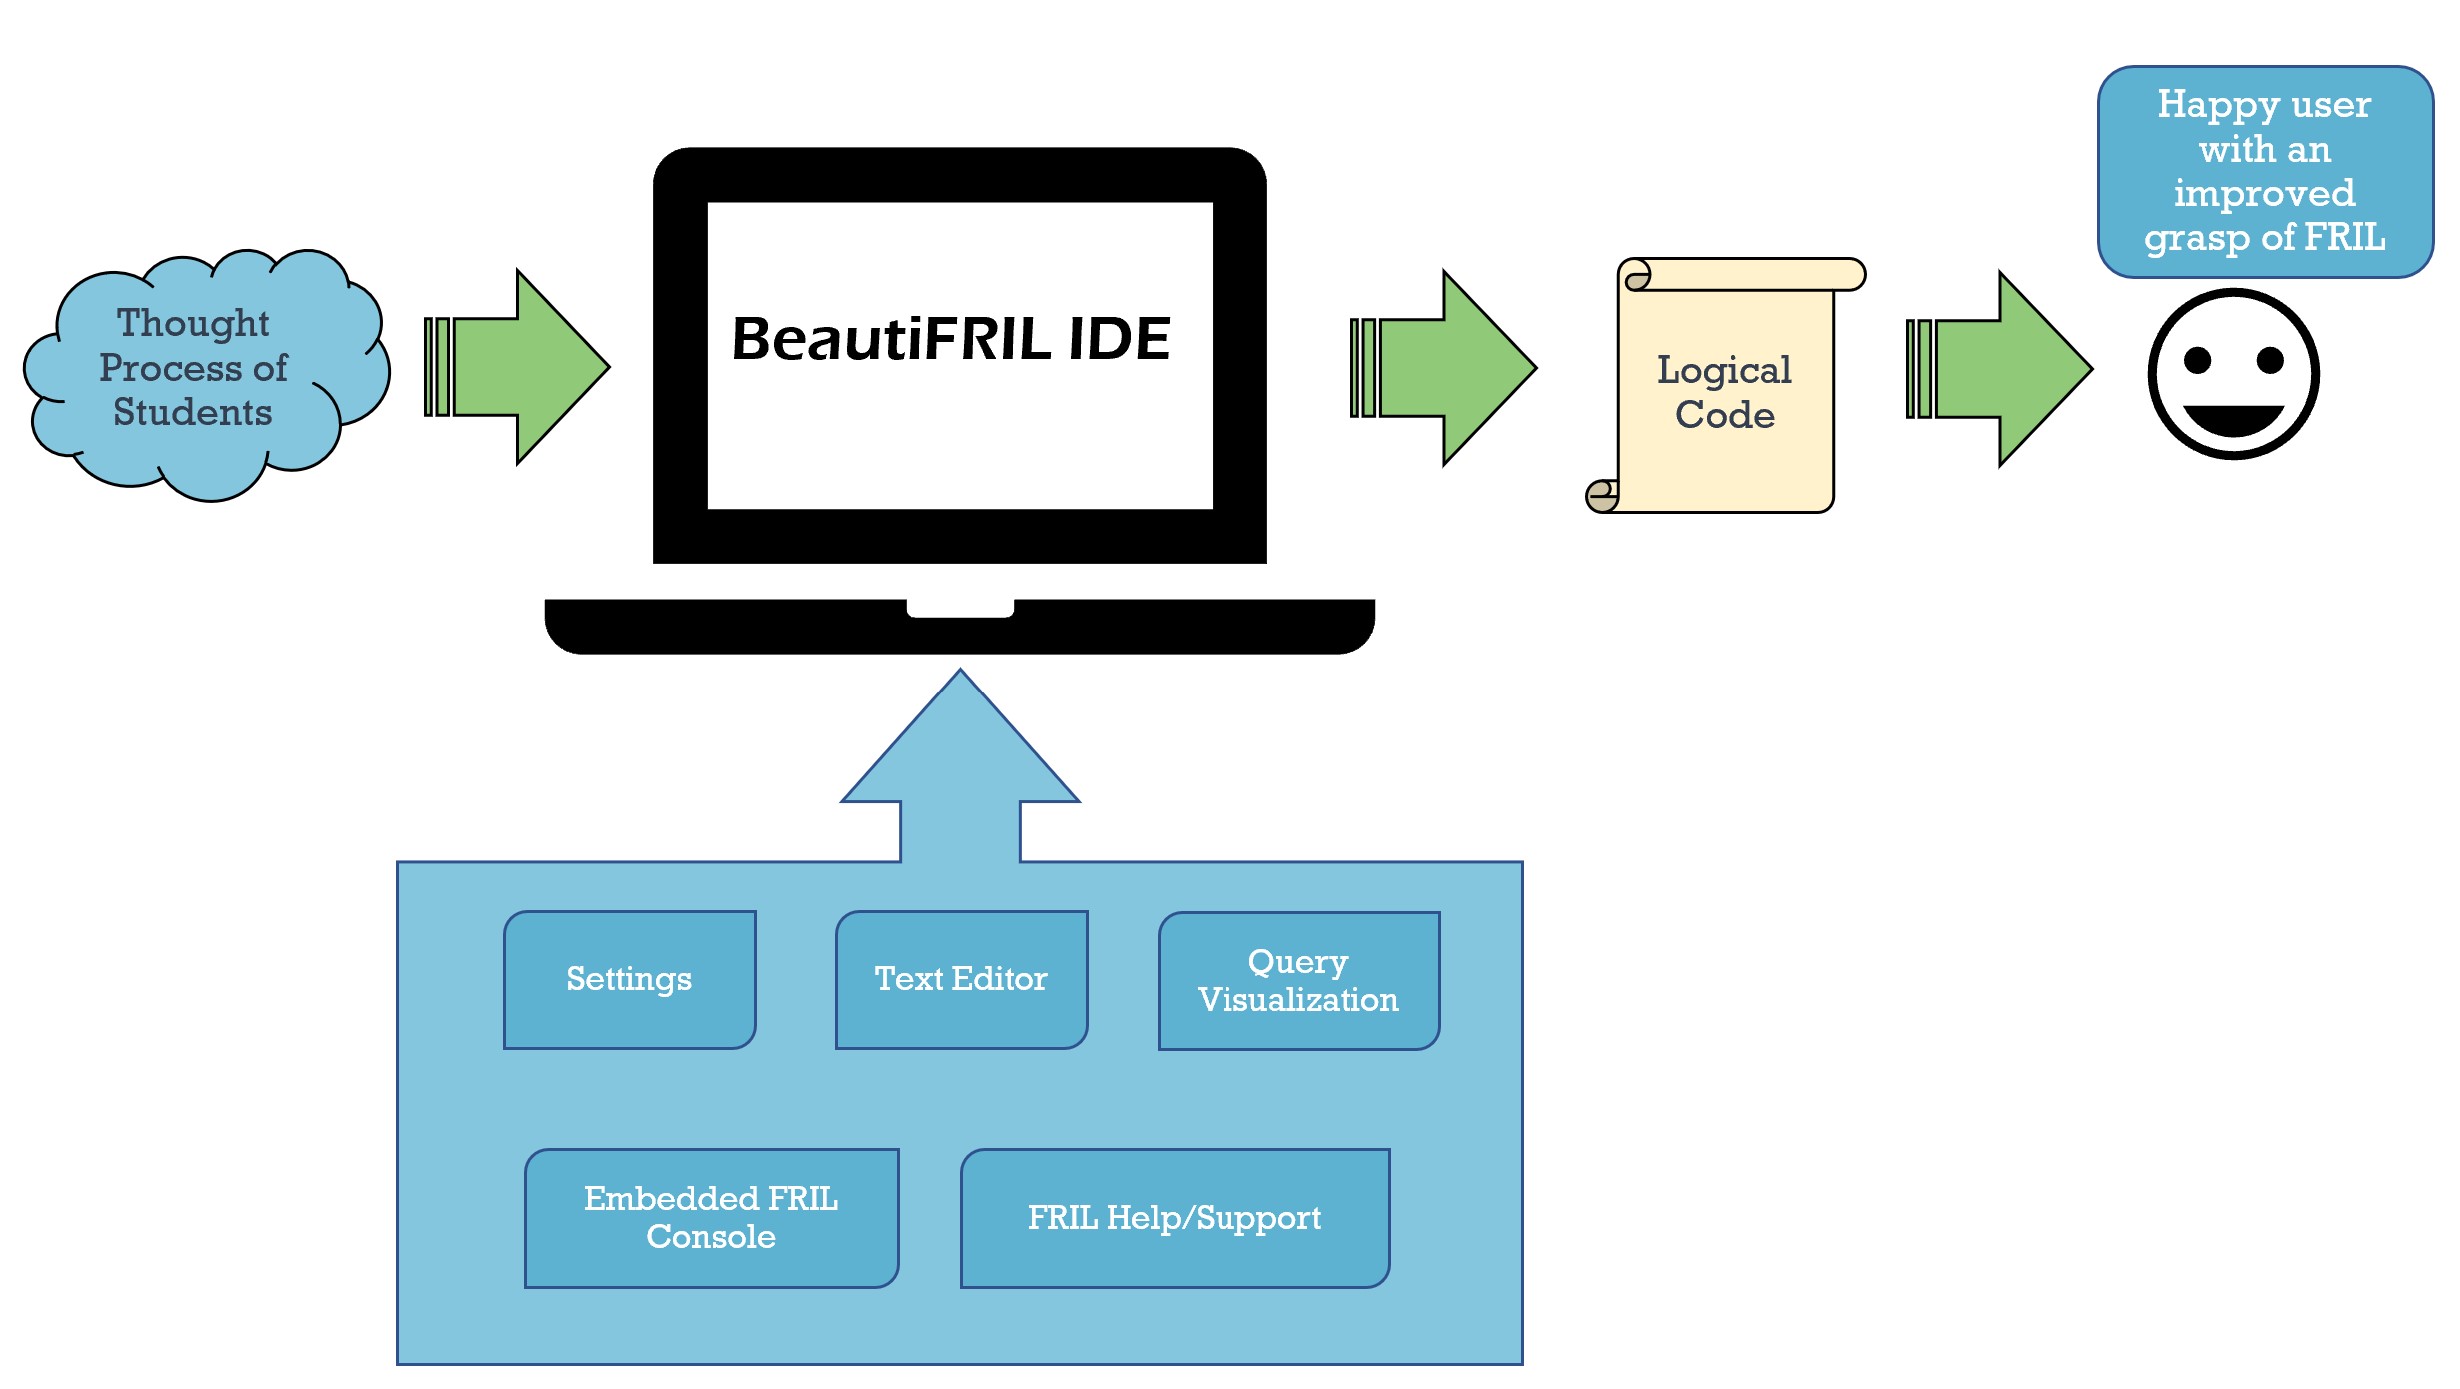 Happy user
with an
improved
grasp of FRIL
Thought
Process of
Students
BeautiFRIL IDE
Logical
Code
Settings
Text Editor
Query
Visualization
Embedded FRIL
Console
FRIL Help/Support